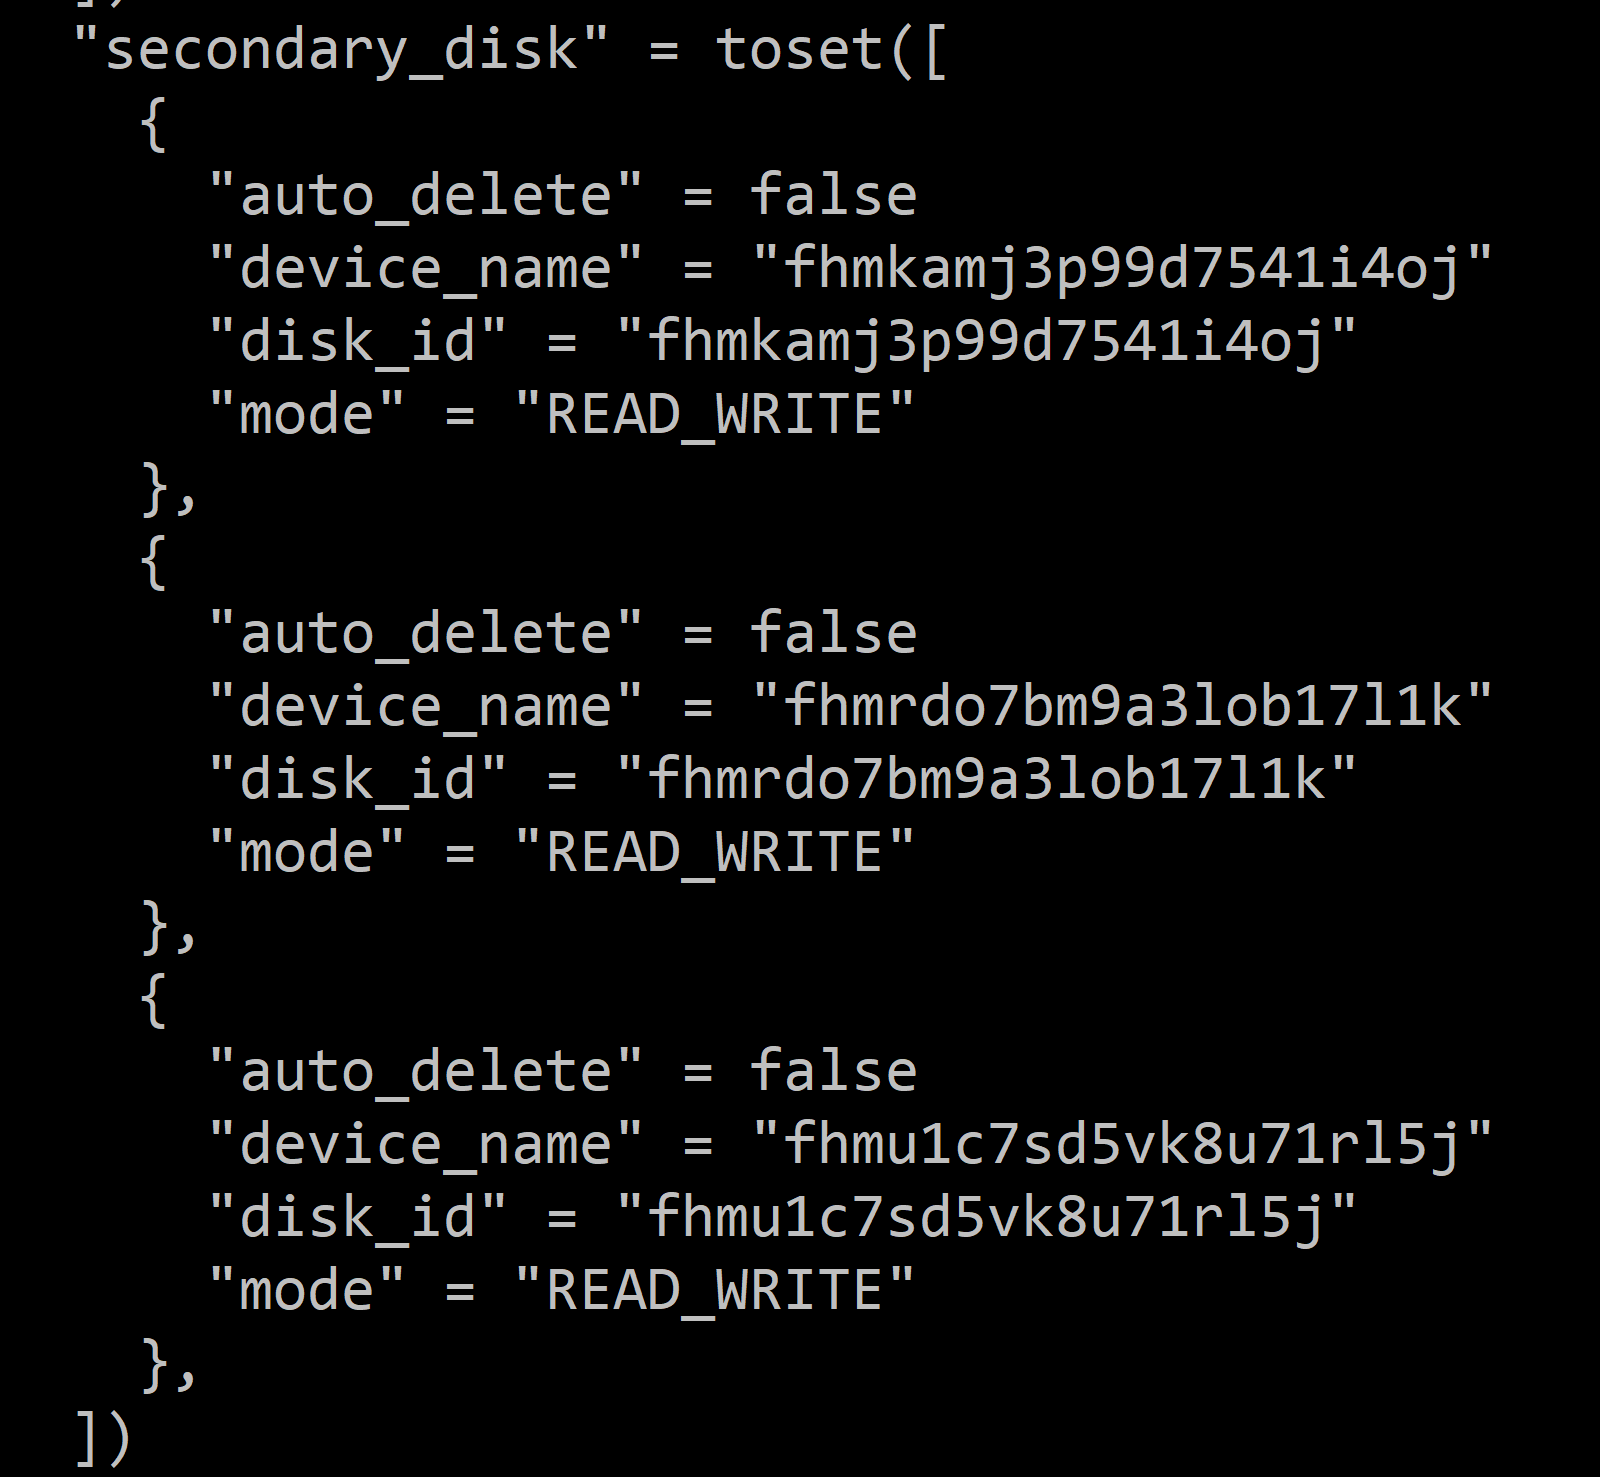 "secondary_disk" = toset([
{
"auto_delete" = false
"device_name" = "fhmkamj3p99d7541i4oj"
"disk_id" = "fhmkamj3p99d7541i4oj"
"mode" = "READ_WRITE"
},
{
"auto_delete" = false
"device_name" = "fhmrdo7bm9a3lob17l1k"
"disk_id" = "fhmrdo7bm9a3lob17l1k"
"mode" = "READ_WRITE"
},
{
"auto_delete" = false
"device_name" = "fhmu1c7sd5vk8u71rl5j"
"disk_id" = "fhmu1c7sd5vk8u71rl5j"
"mode" = "READ_WRITE"
},
])